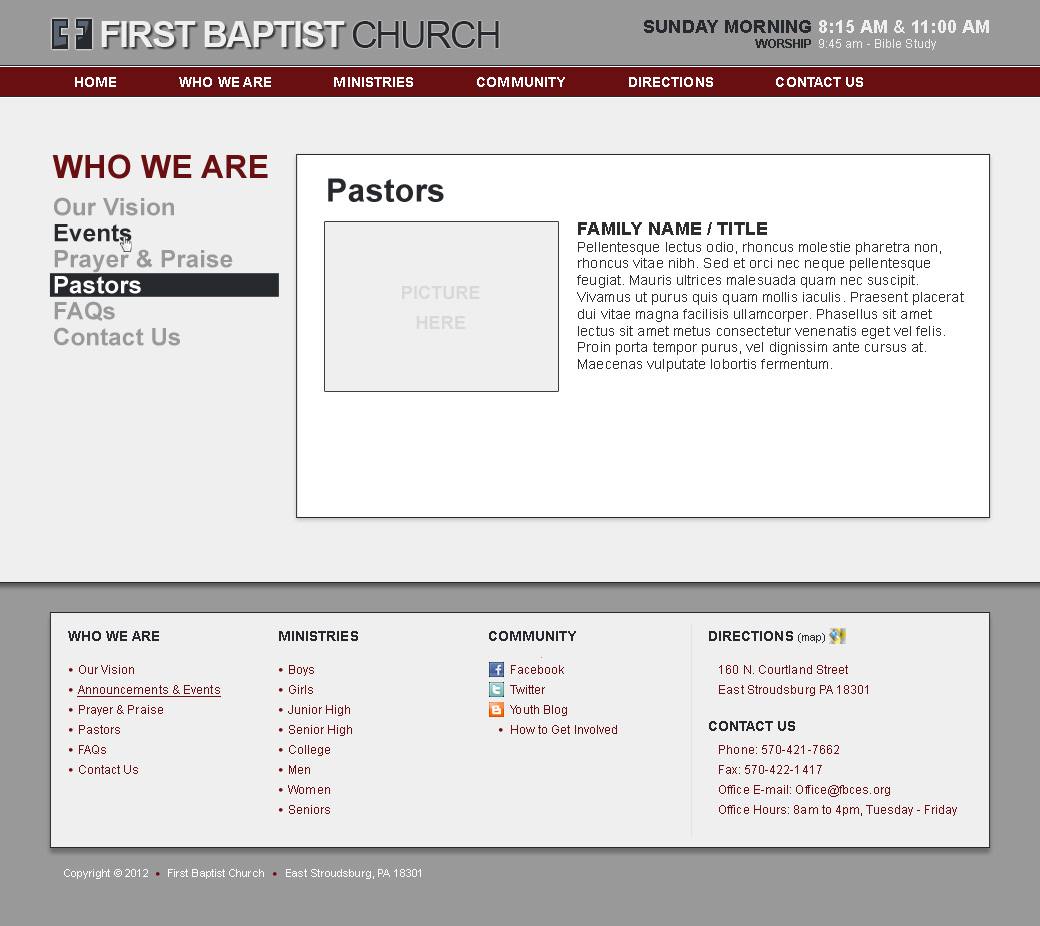 FIRST BAPTIST CHURCH
SUNDAY MORNING 8:15 AM & 11:00 AM
WORSHIP 9:45 am - Bible Study
HOME WHO WE ARE MINISTRIES COMMUNITY DIRECTIONS CONTACT US
WHO WE ARE
Our Vision
Events
Prayer & Praise
Pastors
FAQs
Contact Us
Pastors
PICTURE
HERE
FAMILY NAME / TITLE
Pellentesque lectus odio, rhoncus molestie pharetra non,
rhoncus vitae nibh. Sed et orci nec neque pellentesque
feugiat. Mauris ultrices malesuada quam nec suscipit.
Vivamus ut purus quis quam mollis iaculis. Praesent placerat
dui vitae magna facilisis ullamcorper. Phasellus sit amet
lectus sit amet metus consectetur venenatis eget vel felis.
Proin porta tempor purus, vel dignissim ante cursus at.
Maecenas vulputate lobortis fermentum.
WHO WE ARE
• Our Vision
• Announcements & Events
• Prayer & Praise
• Pastors
• FAQs
• Contact Us
MINISTRIES
• Boys
• Girls
• Junior High
• Senior High
• College
• Men
• Women
• Seniors
COMMUNITY
Facebook
Twitter
Youth Blog
• How to Get Involved
DIRECTIONS (map)
160 N. Courtland Street
East Stroudsburg PA 18301
CONTACT US
Phone: 570-421-7662
Fax: 570-422-1417
Office E-mail: Office@fbces.org
Office Hours: 8am to 4pm, Tuesday - Friday
Copyright © 2012 • First Baptist Church • East Stroudsburg, PA 18301